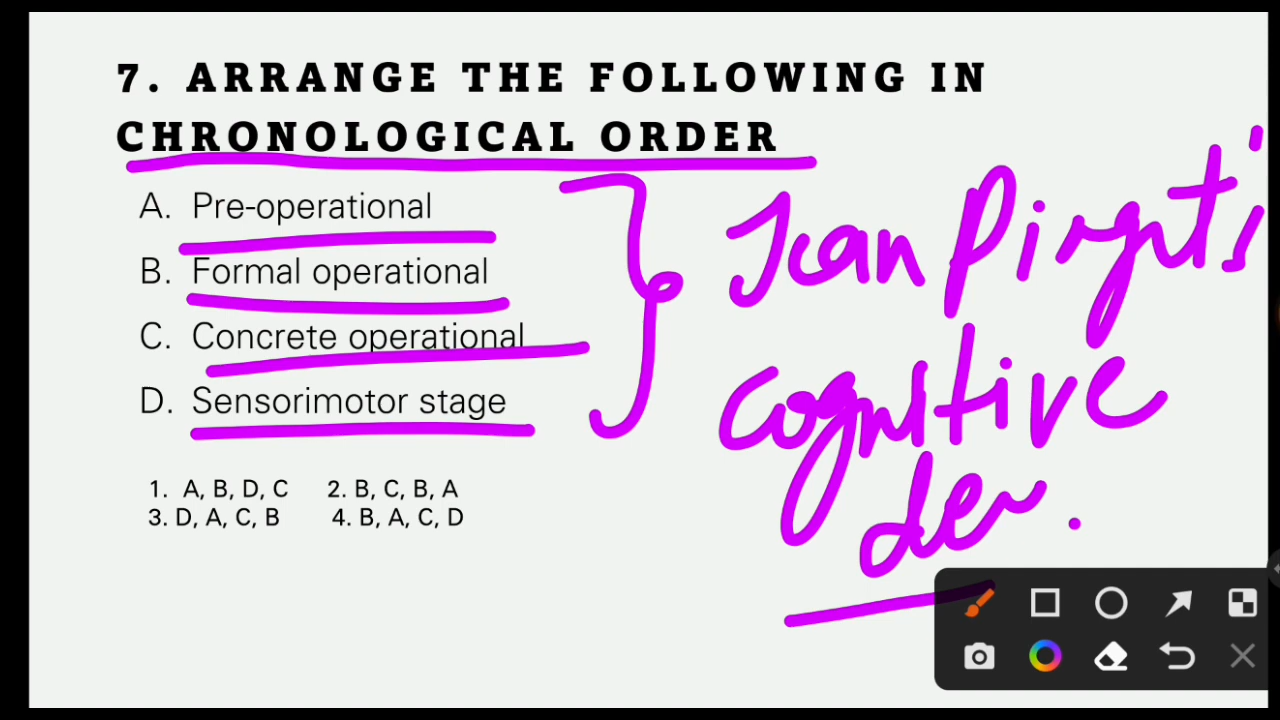 7. ARRANGE THE FOLLOWING IN
CHRONOLOGICAL ORDER
A. Pre-operational
B. Formal operational
C. Concrete operational
D. Sensorimotor stage
1. A, B, D, C 2. B, C, B, A
3. D, A, C, B 4. B, A, C, D
Jean Piaget's
cognitive
dev.